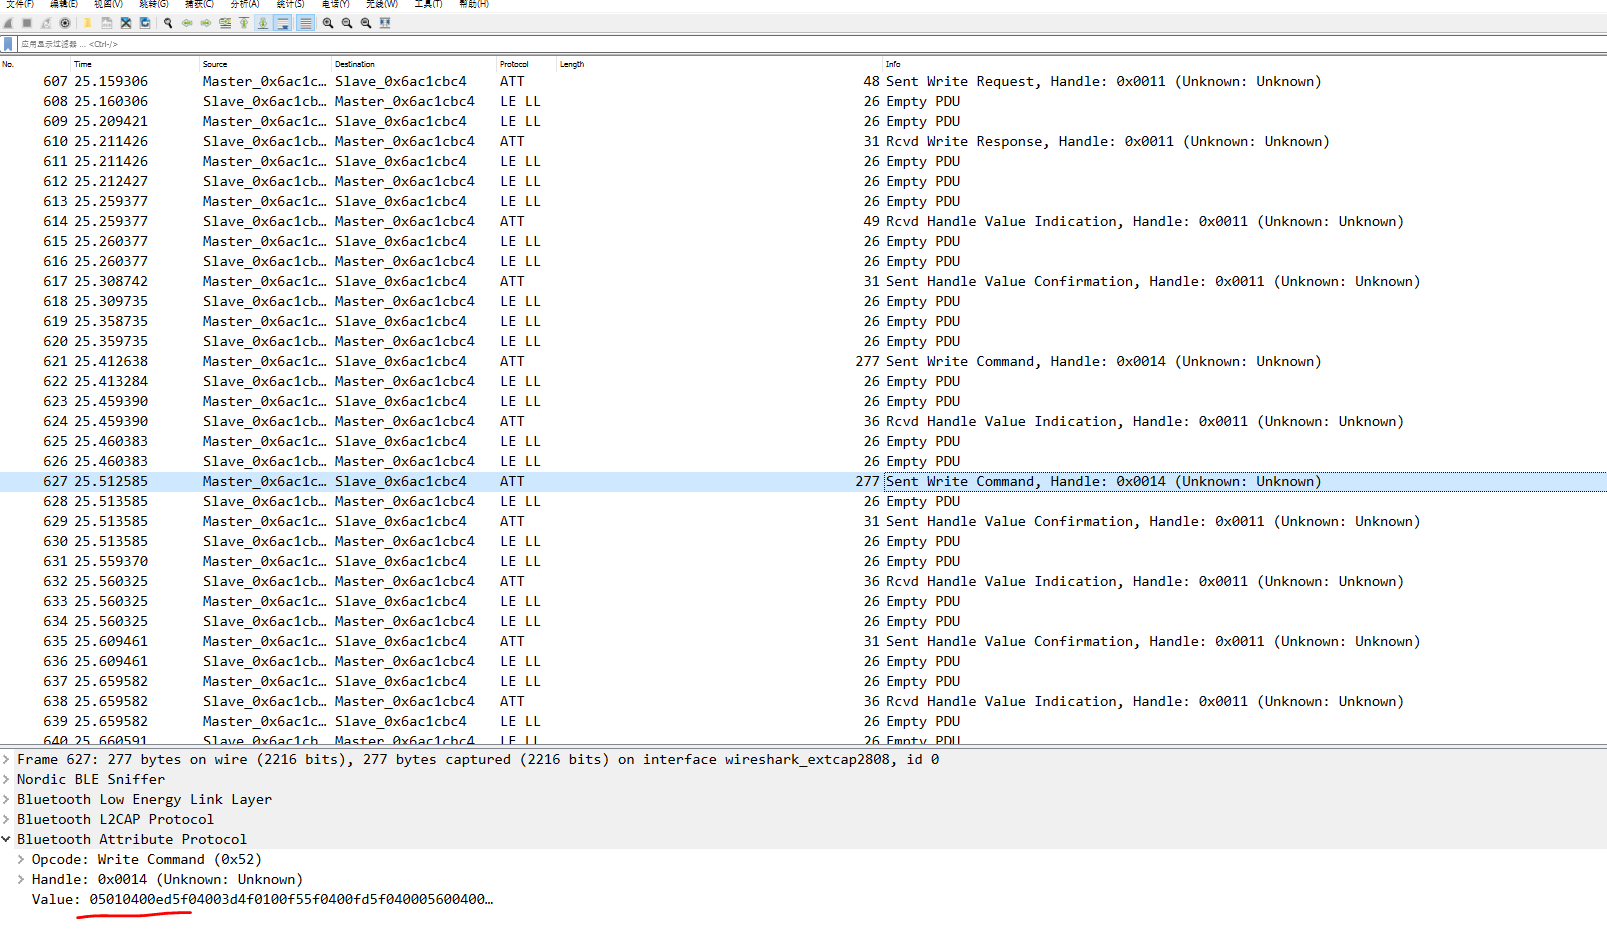 文件(F) 编辑(E) 视图(V) 跳转(G) 捕获(C) 分析(A) 统计(S) 电话(Y) 无线(W) 工具(T) 帮助(H)
应用显示过滤器 … <Ctrl-/>
No. Time Source Destination Protocol Length Info
607 25.159306 Master_0x6ac1c… Slave_0x6ac1cbc4 ATT 48 Sent Write Request, Handle: 0x0011 (Unknown: Unknown)
608 25.160306 Slave_0x6ac1cb… Master_0x6ac1cbc4 LE LL 26 Empty PDU
609 25.209421 Master_0x6ac1c… Slave_0x6ac1cbc4 LE LL 26 Empty PDU
610 25.211426 Slave_0x6ac1cb… Master_0x6ac1cbc4 ATT 31 Rcvd Write Response, Handle: 0x0011 (Unknown: Unknown)
611 25.211426 Master_0x6ac1c… Slave_0x6ac1cbc4 LE LL 26 Empty PDU
612 25.212427 Slave_0x6ac1cb… Master_0x6ac1cbc4 LE LL 26 Empty PDU
613 25.259377 Master_0x6ac1c… Slave_0x6ac1cbc4 LE LL 26 Empty PDU
614 25.259377 Slave_0x6ac1cb… Master_0x6ac1cbc4 ATT 49 Rcvd Handle Value Indication, Handle: 0x0011 (Unknown: Unknown)
615 25.260377 Master_0x6ac1c… Slave_0x6ac1cbc4 LE LL 26 Empty PDU
616 25.260377 Slave_0x6ac1cb… Master_0x6ac1cbc4 LE LL 26 Empty PDU
617 25.308742 Master_0x6ac1c… Slave_0x6ac1cbc4 ATT 31 Sent Handle Value Confirmation, Handle: 0x0011 (Unknown: Unknown)
618 25.309735 Slave_0x6ac1cb… Master_0x6ac1cbc4 LE LL 26 Empty PDU
619 25.358735 Master_0x6ac1c… Slave_0x6ac1cbc4 LE LL 26 Empty PDU
620 25.359735 Slave_0x6ac1cb… Master_0x6ac1cbc4 LE LL 26 Empty PDU
621 25.412638 Master_0x6ac1c… Slave_0x6ac1cbc4 ATT 277 Sent Write Command, Handle: 0x0014 (Unknown: Unknown)
622 25.413284 Slave_0x6ac1cb… Master_0x6ac1cbc4 LE LL 26 Empty PDU
623 25.459390 Master_0x6ac1c… Slave_0x6ac1cbc4 LE LL 26 Empty PDU
624 25.459390 Slave_0x6ac1cb… Master_0x6ac1cbc4 ATT 36 Rcvd Handle Value Indication, Handle: 0x0011 (Unknown: Unknown)
625 25.460383 Master_0x6ac1c… Slave_0x6ac1cbc4 LE LL 26 Empty PDU
626 25.460383 Slave_0x6ac1cb… Master_0x6ac1cbc4 LE LL 26 Empty PDU
627 25.512585 Master_0x6ac1c… Slave_0x6ac1cbc4 ATT 277 Sent Write Command, Handle: 0x0014 (Unknown: Unknown)
628 25.513585 Slave_0x6ac1cb… Master_0x6ac1cbc4 LE LL 26 Empty PDU
629 25.513585 Master_0x6ac1c… Slave_0x6ac1cbc4 ATT 31 Sent Handle Value Confirmation, Handle: 0x0011 (Unknown: Unknown)
630 25.513585 Slave_0x6ac1cb… Master_0x6ac1cbc4 LE LL 26 Empty PDU
631 25.559370 Master_0x6ac1c… Slave_0x6ac1cbc4 LE LL 26 Empty PDU
632 25.560325 Slave_0x6ac1cb… Master_0x6ac1cbc4 ATT 36 Rcvd Handle Value Indication, Handle: 0x0011 (Unknown: Unknown)
633 25.560325 Master_0x6ac1c… Slave_0x6ac1cbc4 LE LL 26 Empty PDU
634 25.560325 Slave_0x6ac1cb… Master_0x6ac1cbc4 LE LL 26 Empty PDU
635 25.609461 Master_0x6ac1c… Slave_0x6ac1cbc4 ATT 31 Sent Handle Value Confirmation, Handle: 0x0011 (Unknown: Unknown)
636 25.609461 Slave_0x6ac1cb… Master_0x6ac1cbc4 LE LL 26 Empty PDU
637 25.659582 Master_0x6ac1c… Slave_0x6ac1cbc4 LE LL 26 Empty PDU
638 25.659582 Slave_0x6ac1cb… Master_0x6ac1cbc4 ATT 36 Rcvd Handle Value Indication, Handle: 0x0011 (Unknown: Unknown)
639 25.659582 Master_0x6ac1c… Slave_0x6ac1cbc4 LE LL 26 Empty PDU
640 25.660591 Slave_0x6ac1cb… Master_0x6ac1cbc4 LE LL 26 Empty PDU
Frame 627: 277 bytes on wire (2216 bits), 277 bytes captured (2216 bits) on interface wireshark_extcap2808, id 0
Nordic BLE Sniffer
Bluetooth Low Energy Link Layer
Bluetooth L2CAP Protocol
Bluetooth Attribute Protocol
Opcode: Write Command (0x52)
Handle: 0x0014 (Unknown: Unknown)
Value: 05010400ed5f04003d4f0100f55f0400fd5f040005600400…